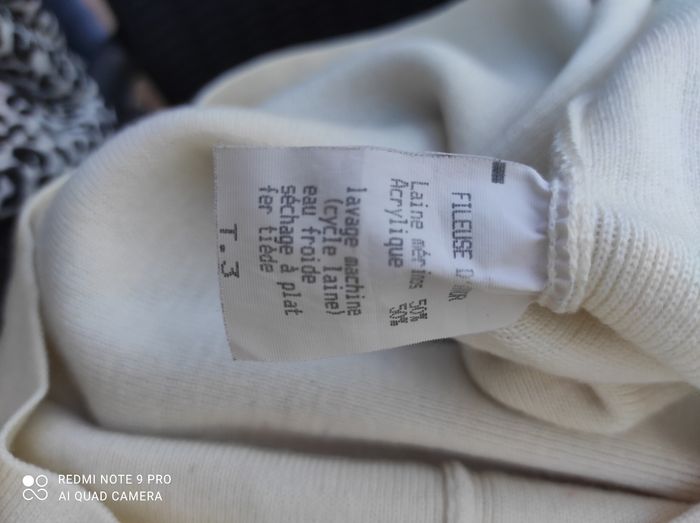 FILEUSE D'OR
Laine mérinos 50%
Acrylique 50%
lavage machine
(cycle laine)
eau froide
séchage à plat
fer tiède
T.3
REDMI NOTE 9 PRO
AI QUAD CAMERA